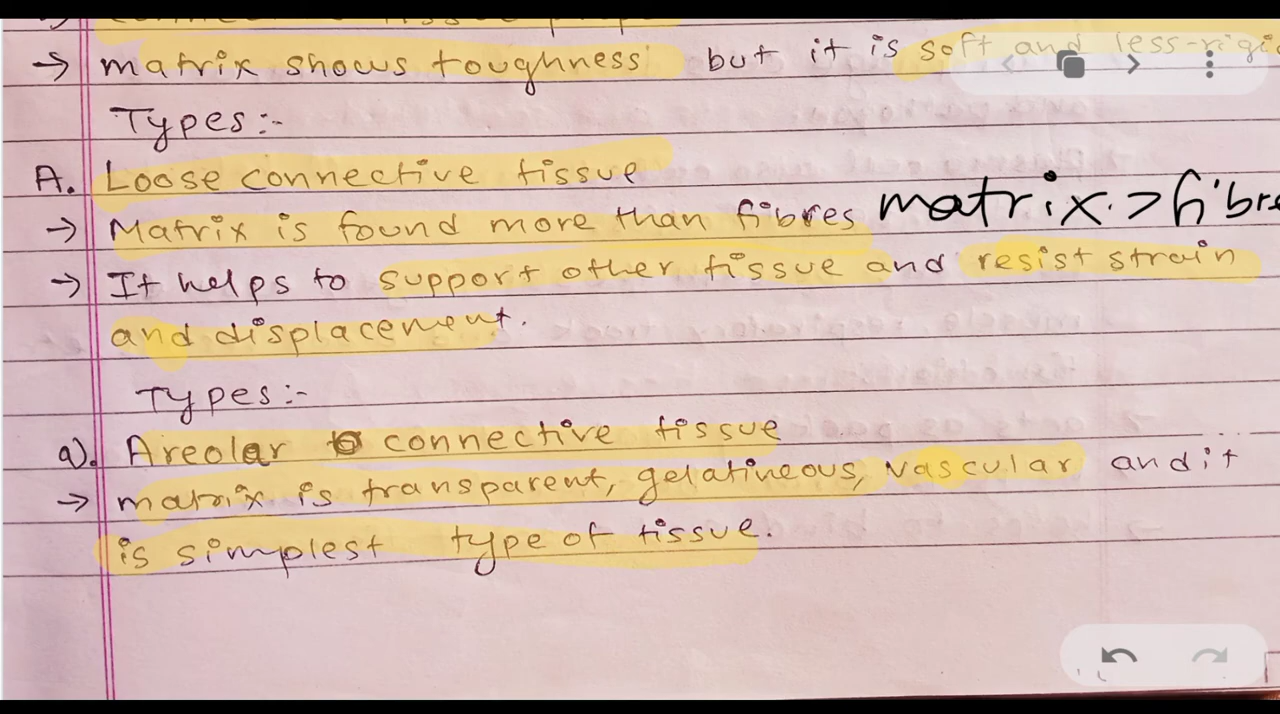 → matrix shows toughness but it is soft and less-rigi
Types:-
A. Loose connective tissue
→ Matrix is found more than fibres matrix > fibre
→ It helps to support other tissue and resist strain
and displacement.
Types:-
a). Areolar connective tissue
→ matrix is transparent, gelatineous, vascular and it
is simplest type of tissue.